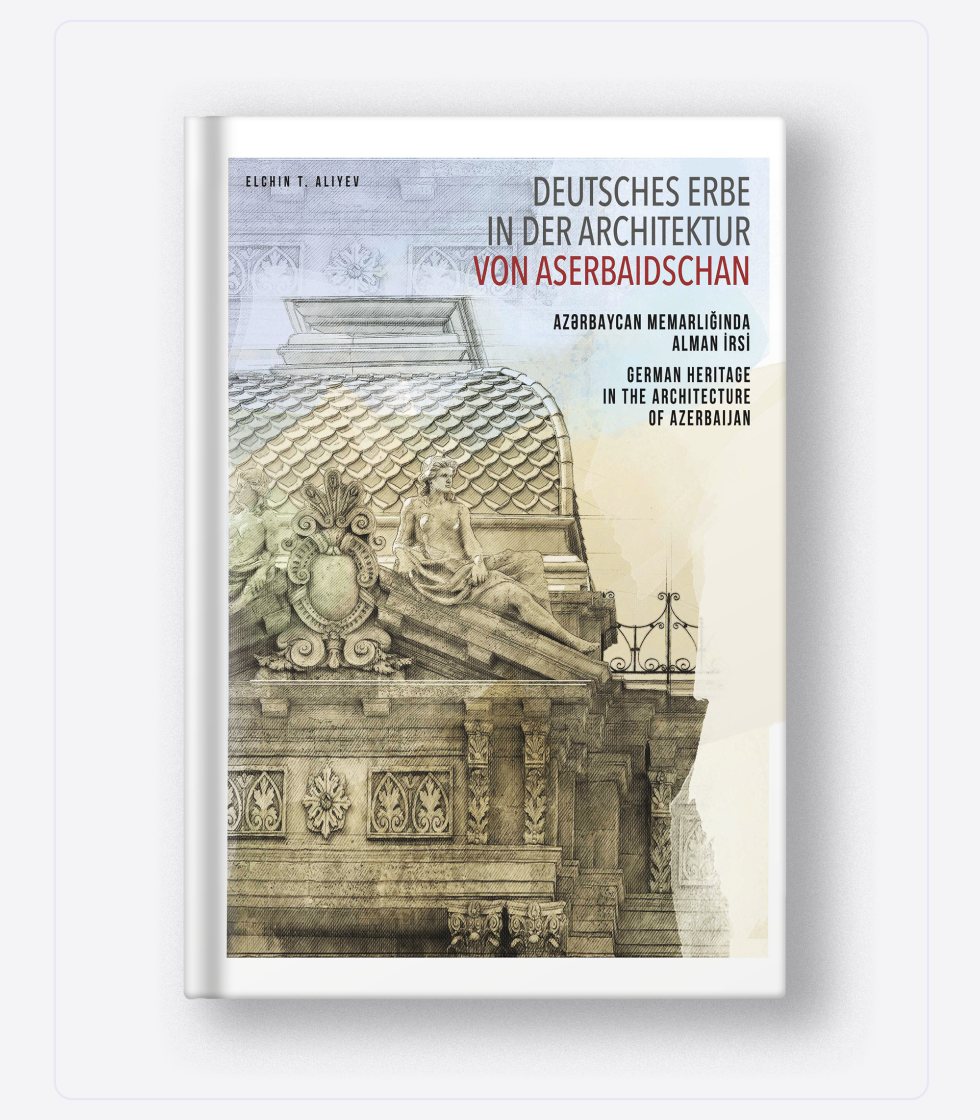 ELCHIN T. ALIYEV
DEUTSCHES ERBE
IN DER ARCHITEKTUR
VON ASERBAIDSCHAN
AZƏRBAYCAN MEMARLIĞINDA
ALMAN İRSİ
GERMAN HERITAGE
IN THE ARCHITECTURE
OF AZERBAIJAN